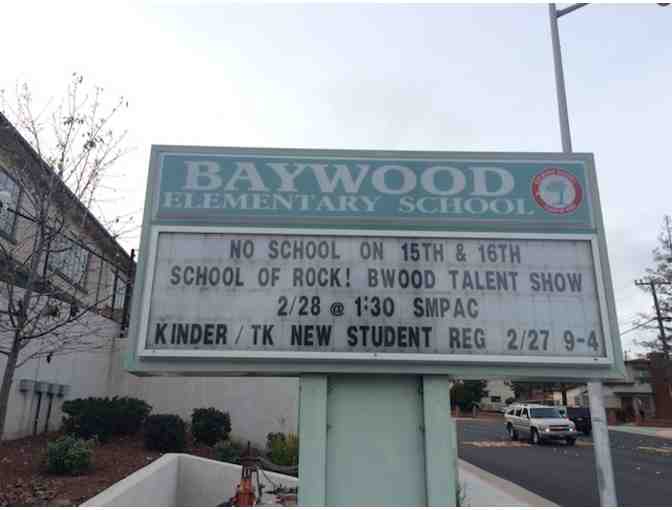 BAYWOOD
ELEMENTARY SCHOOL
NO SCHOOL ON 15TH & 16TH
SCHOOL OF ROCK! BWOOD TALENT SHOW
2/28 @ 1:30 SMPAC
KINDER / TK NEW STUDENT REG 2/27 9-4